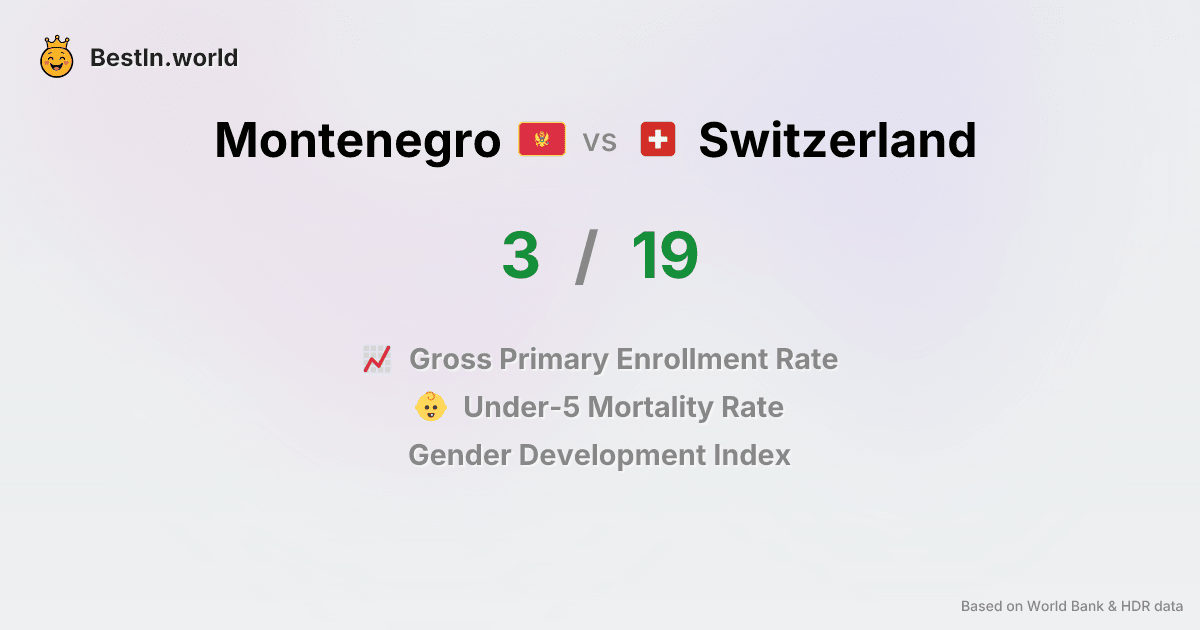 BestIn.world
Montenegro vs Switzerland
3 / 19
Gross Primary Enrollment Rate
Under-5 Mortality Rate
Gender Development Index
Based on World Bank & HDR data